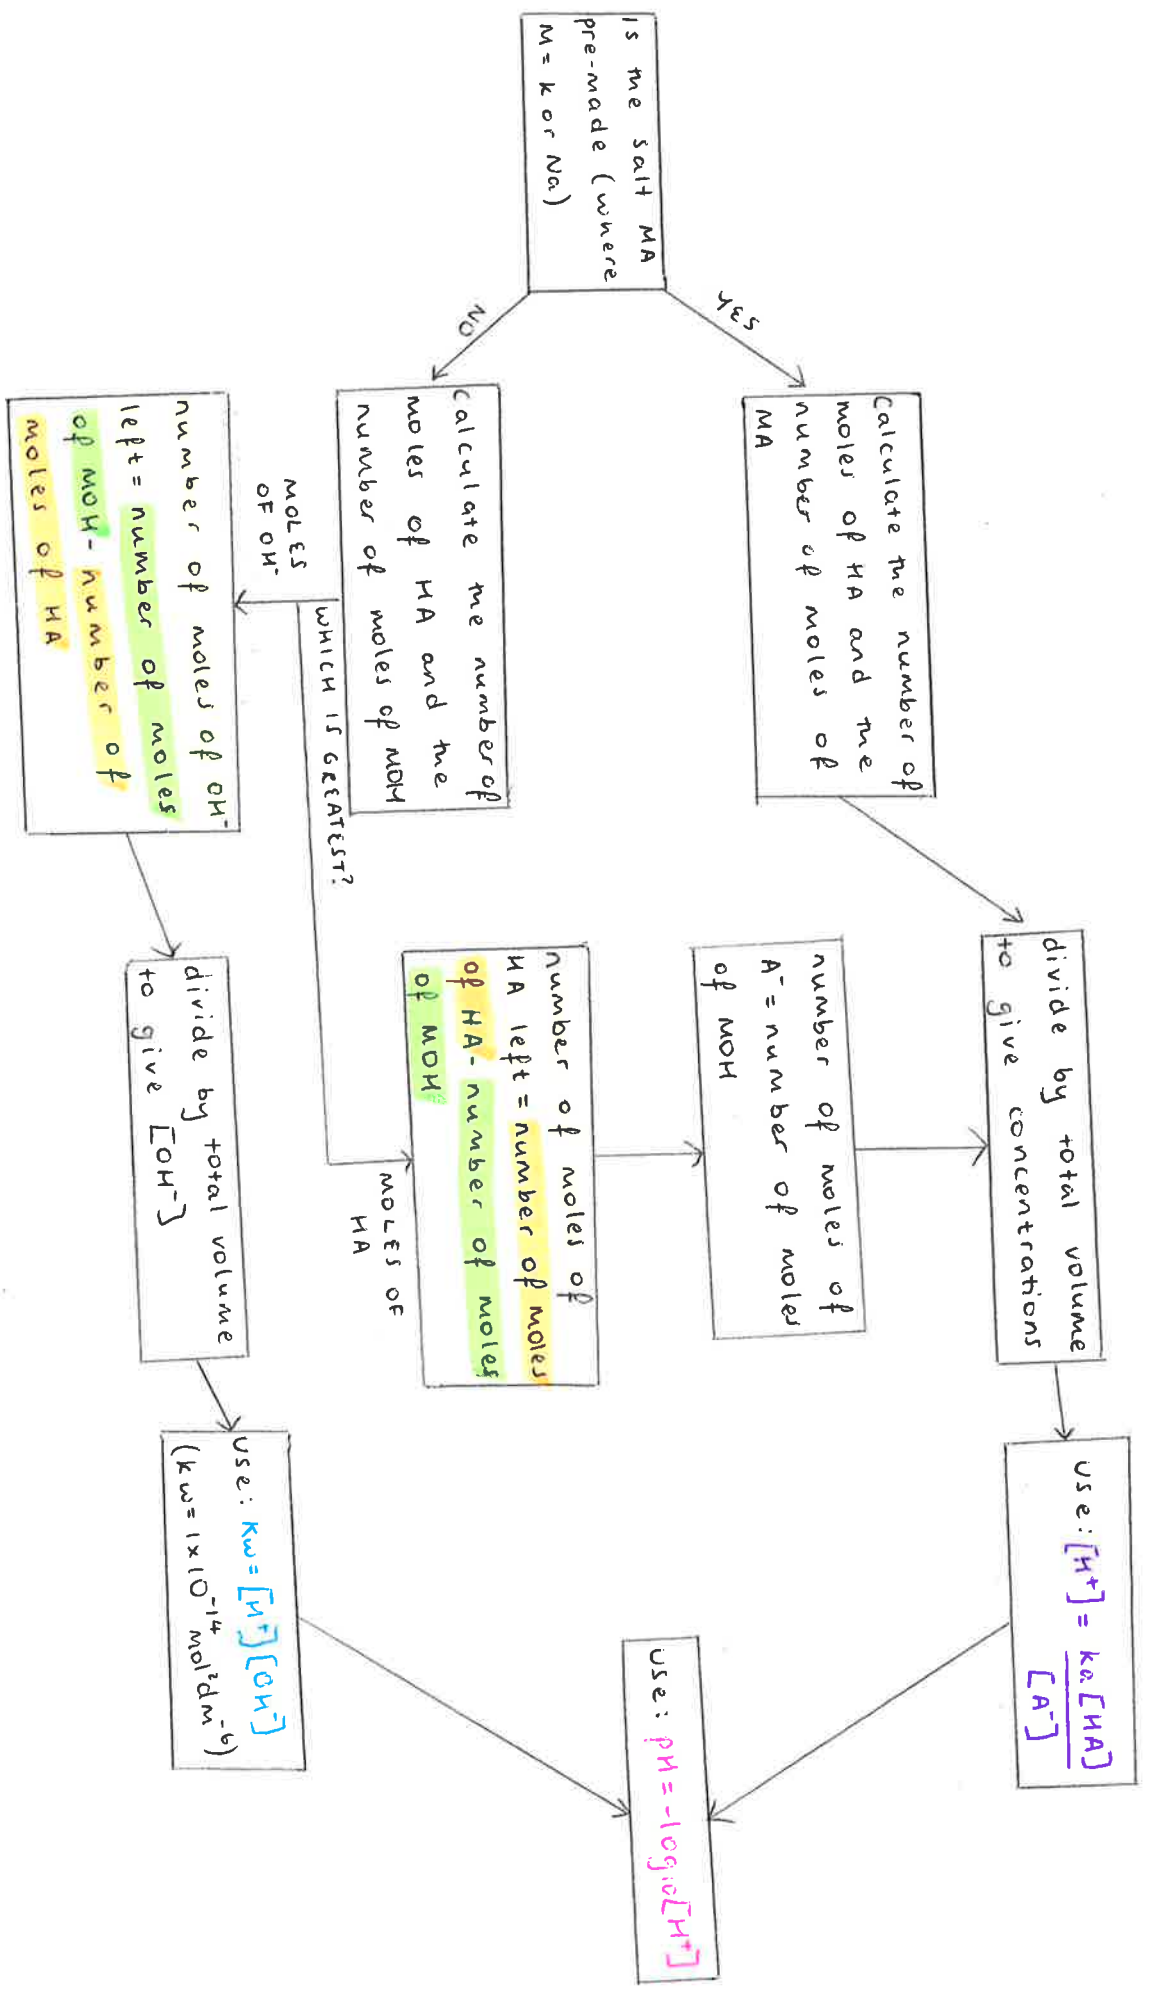 is the salt MA
pre-made (where
M = K or Na)
YES
NO
calculate the number of
moles of HA and the
number of moles of
MA
calculate the number of
moles of HA and the
number of moles of MOH
WHICH IS GREATEST?
MOLES
OF OH⁻
MOLES OF
HA
number of moles of OH⁻
left = number of moles
of MOH - number of
moles of HA
number of moles of
HA left = number of moles
of HA - number of moles
of MOH
number of moles of
A⁻ = number of moles
of MOH
divide by total volume
to give concentrations
divide by total volume
to give [OH⁻]
use: [H⁺] = ka[HA]
[A⁻]
use: Kw = [H⁺][OH⁻]
(kw = 1 x 10⁻¹⁴ mol²dm⁻⁶)
use: pH = -log₁₀[H⁺]